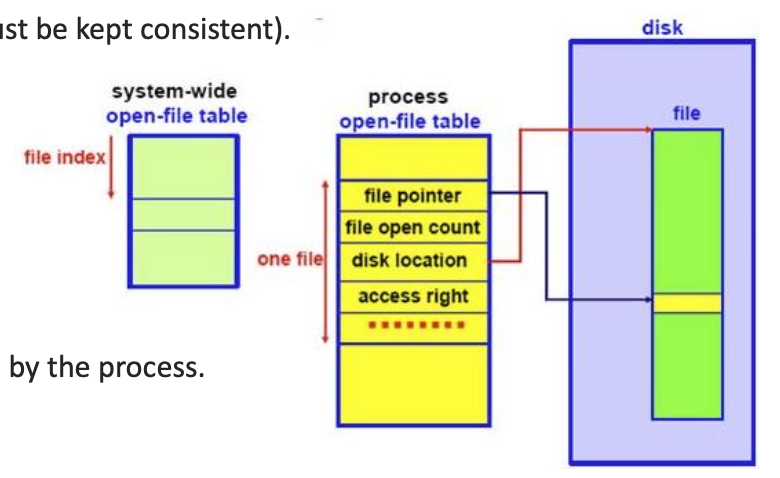 ust be kept consistent).
disk
system-wide
open-file table
process
open-file table
file
file index
file pointer
file open count
one file
disk location
access right
by the process.